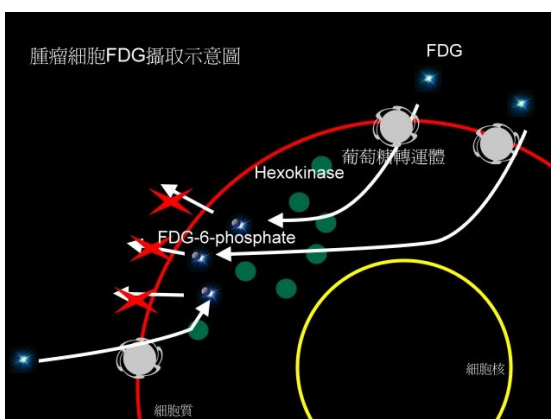 腫瘤細胞FDG攝取示意圖
FDG
葡萄糖轉運體
Hexokinase
FDG-6-phosphate
細胞核
細胞質